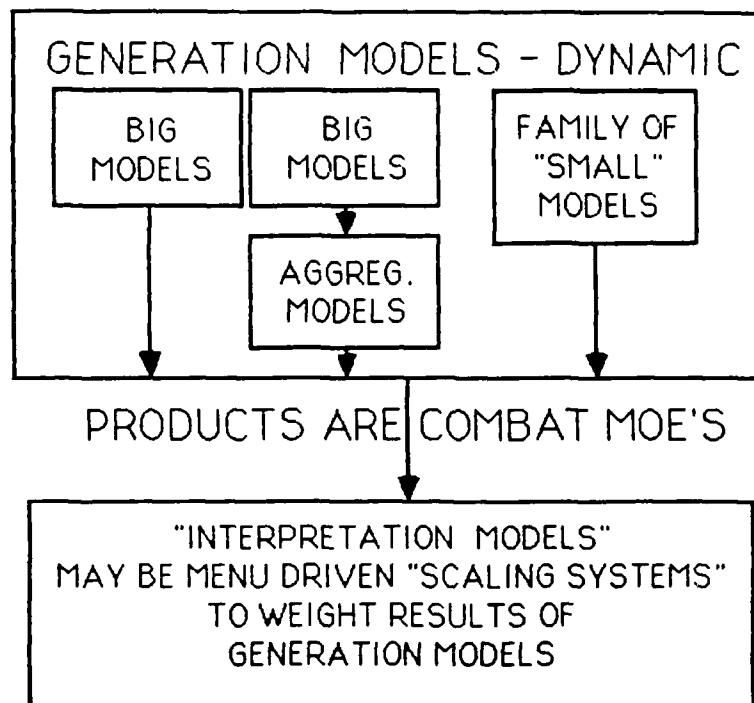 GENERATION MODELS - DYNAMIC
BIG
MODELS
BIG
MODELS
FAMILY OF
"SMALL"
MODELS
AGGREG.
MODELS
PRODUCTS ARE COMBAT MOE'S
"INTERPRETATION MODELS"
MAY BE MENU DRIVEN "SCALING SYSTEMS"
TO WEIGHT RESULTS OF
GENERATION MODELS